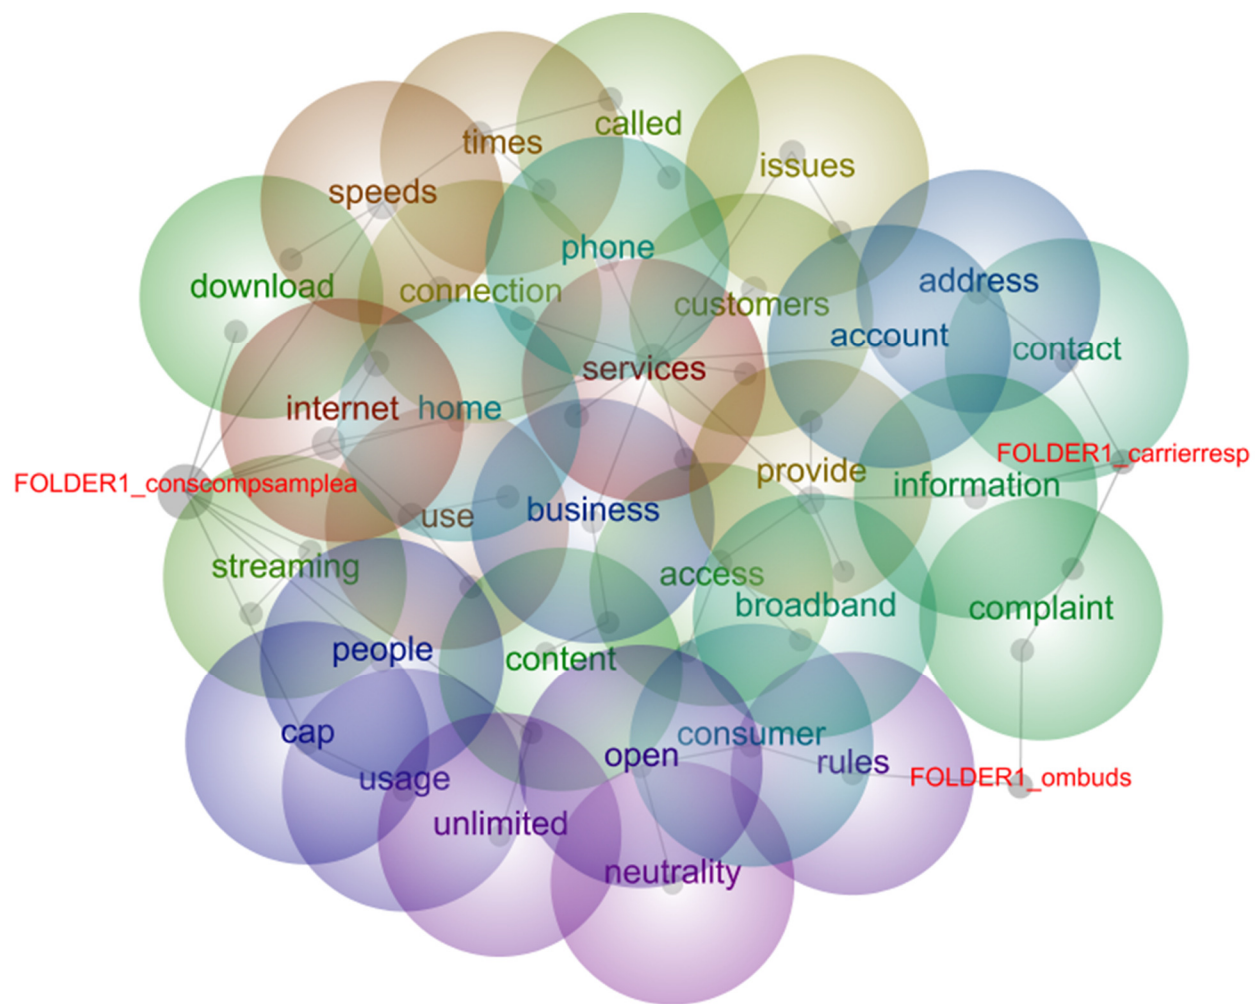 called
times
issues
speeds
phone
address
download
connection
customers
account
contact
services
internet
home
FOLDER1_carrierresp
provide
FOLDER1_conscompsamplea
information
use
business
streaming
access
broadband
complaint
people
content
cap
consumer
open
rules
usage
FOLDER1_ombuds
unlimited
neutrality